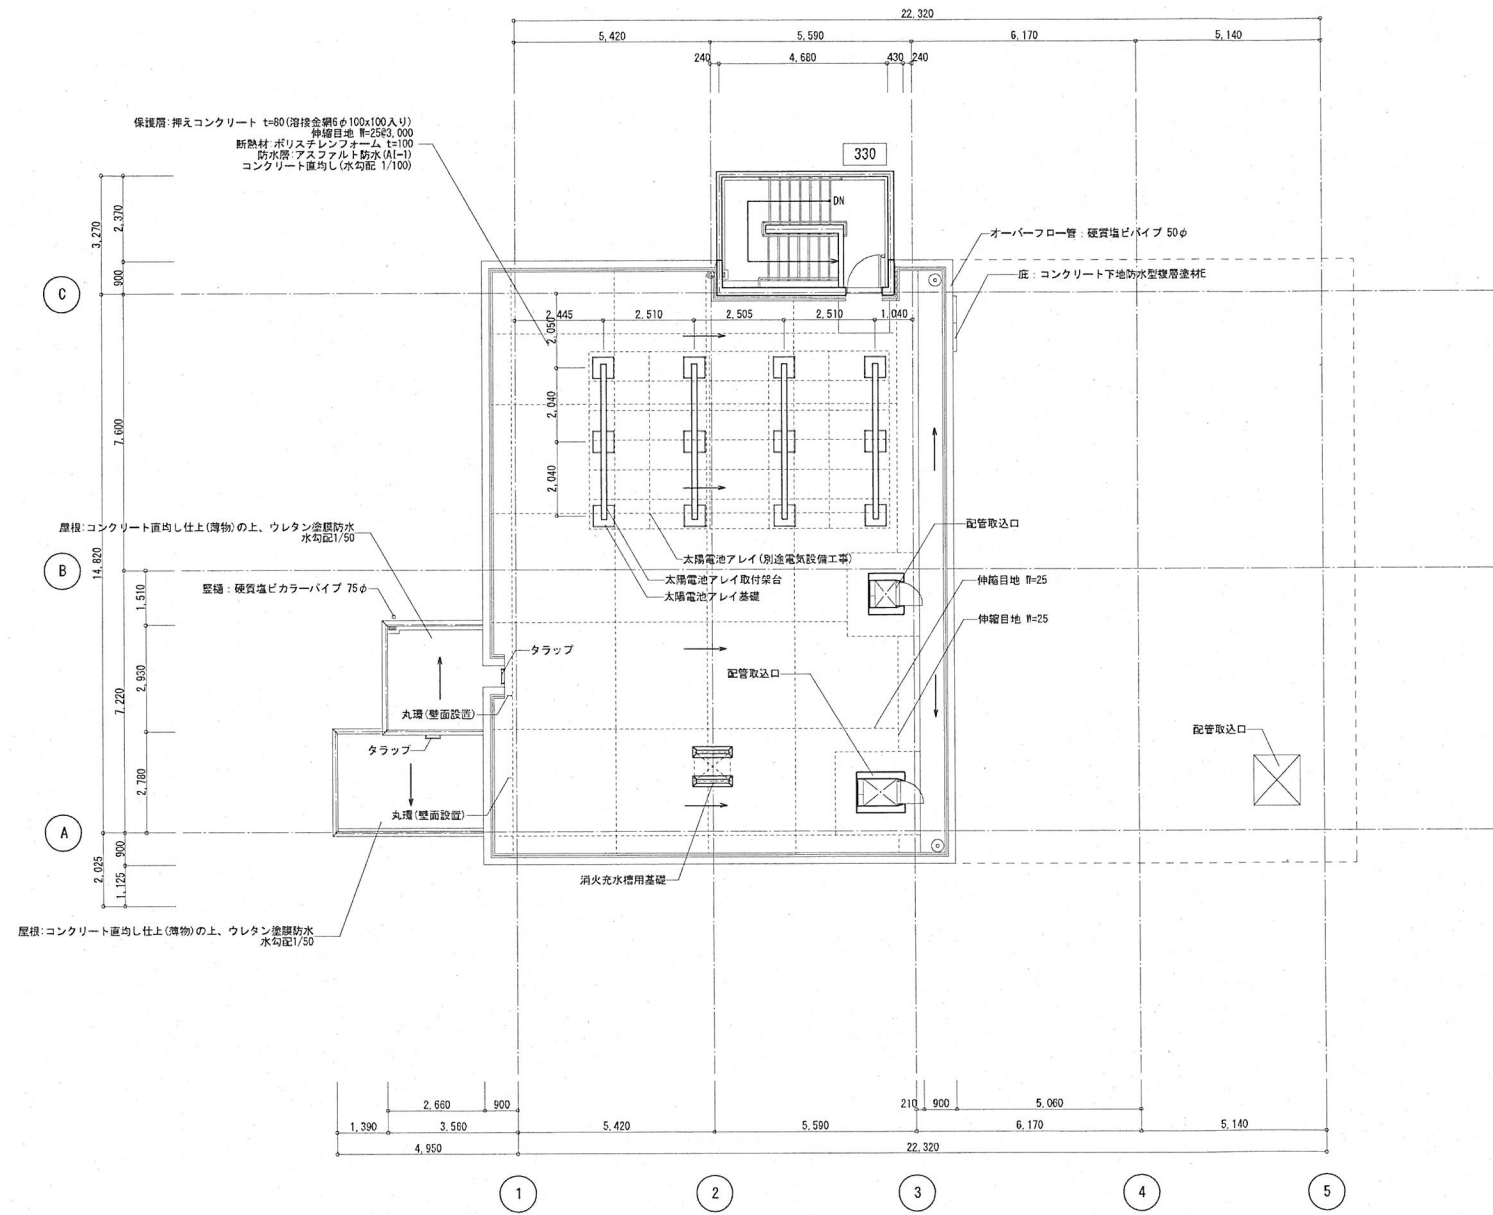 22,320
5,420
5,590
6,170
5,140
240
4,680
430
240
保護層:押えコンクリート t=80(溶接金網6φ100x100入り)
伸縮目地 W=25@3,000
断熱材:ポリスチレンフォーム t=100
防水層:アスファルト防水(AI-1)
コンクリート直均し(水勾配 1/100)
330
DN
3,270
2,370
900
オーバーフロー管:硬質塩ビパイプ 50φ
庇:コンクリート下地防水型複層塗材E
C
2,445
2,510
2,505
2,510
1,040
2,050
2,040
2,040
7,600
14,820
屋根:コンクリート直均し仕上(薄物)の上、ウレタン塗膜防水
水勾配1/50
配管取込口
太陽電池アレイ(別途電気設備工事)
太陽電池アレイ取付架台
太陽電池アレイ基礎
B
竪樋:硬質塩ビカラーパイプ 75φ
伸縮目地 W=25
伸縮目地 W=25
1,510
2,930
7,220
2,780
タラップ
配管取込口
丸環(壁面設置)
タラップ
配管取込口
丸環(壁面設置)
A
900
2,025
1,125
消火充水槽用基礎
屋根:コンクリート直均し仕上(薄物)の上、ウレタン塗膜防水
水勾配1/50
2,660
900
210
900
5,060
1,390
3,560
5,420
5,590
6,170
5,140
4,950
22,320
1
2
3
4
5